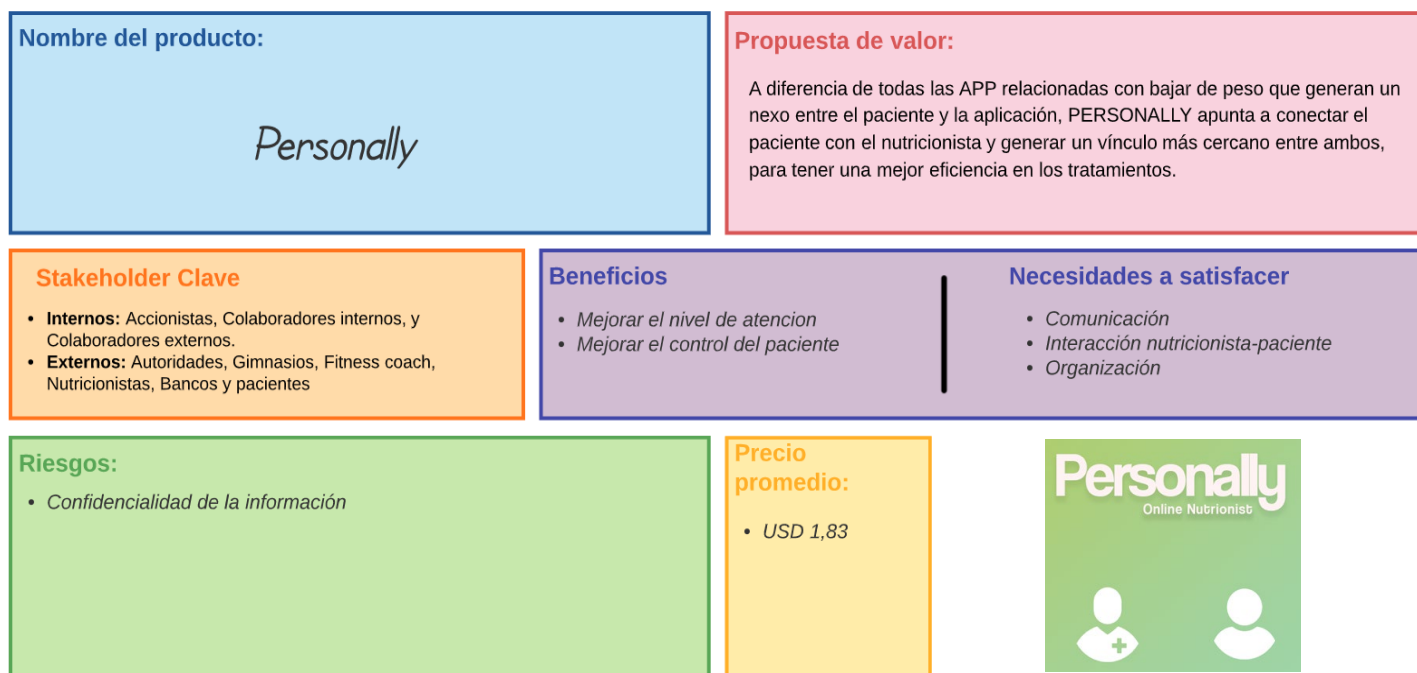 Nombre del producto:
Personally
Propuesta de valor:
A diferencia de todas las APP relacionadas con bajar de peso que generan un
nexo entre el paciente y la aplicación, PERSONALLY apunta a conectar el
paciente con el nutricionista y generar un vínculo más cercano entre ambos,
para tener una mejor eficiencia en los tratamientos.
Stakeholder Clave
• Internos: Accionistas, Colaboradores internos, y
Colaboradores externos.
• Externos: Autoridades, Gimnasios, Fitness coach,
Nutricionistas, Bancos y pacientes
Beneficios
• Mejorar el nivel de atencion
• Mejorar el control del paciente
Necesidades a satisfacer
• Comunicación
• Interacción nutricionista-paciente
• Organización
Riesgos:
• Confidencialidad de la información
Precio
promedio:
• USD 1,83
Personally
Online Nutrionist